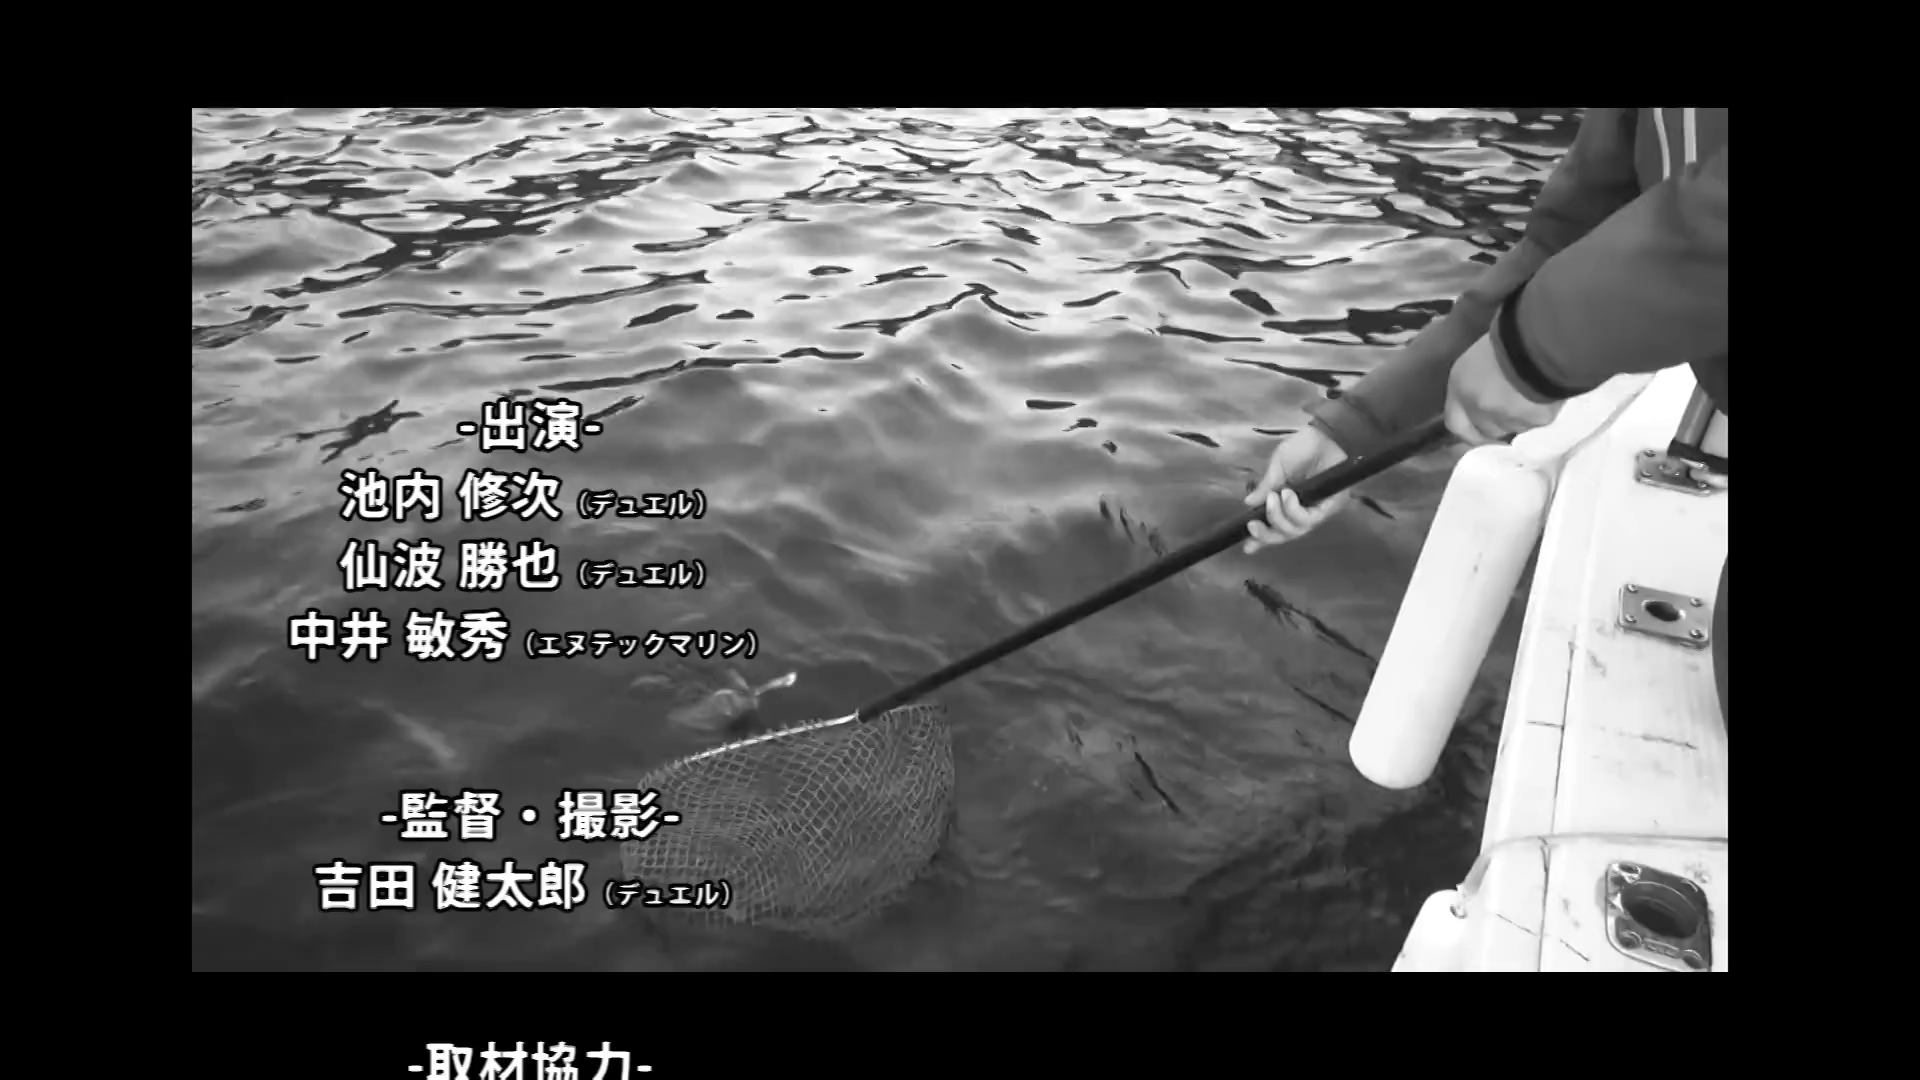 -出演-
池内 修次 (デュエル)
仙波 勝也 (デュエル)
中井 敏秀 (エヌテックマリン)
-監督・撮影-
吉田 健太郎 (デュエル)
-取材協力-